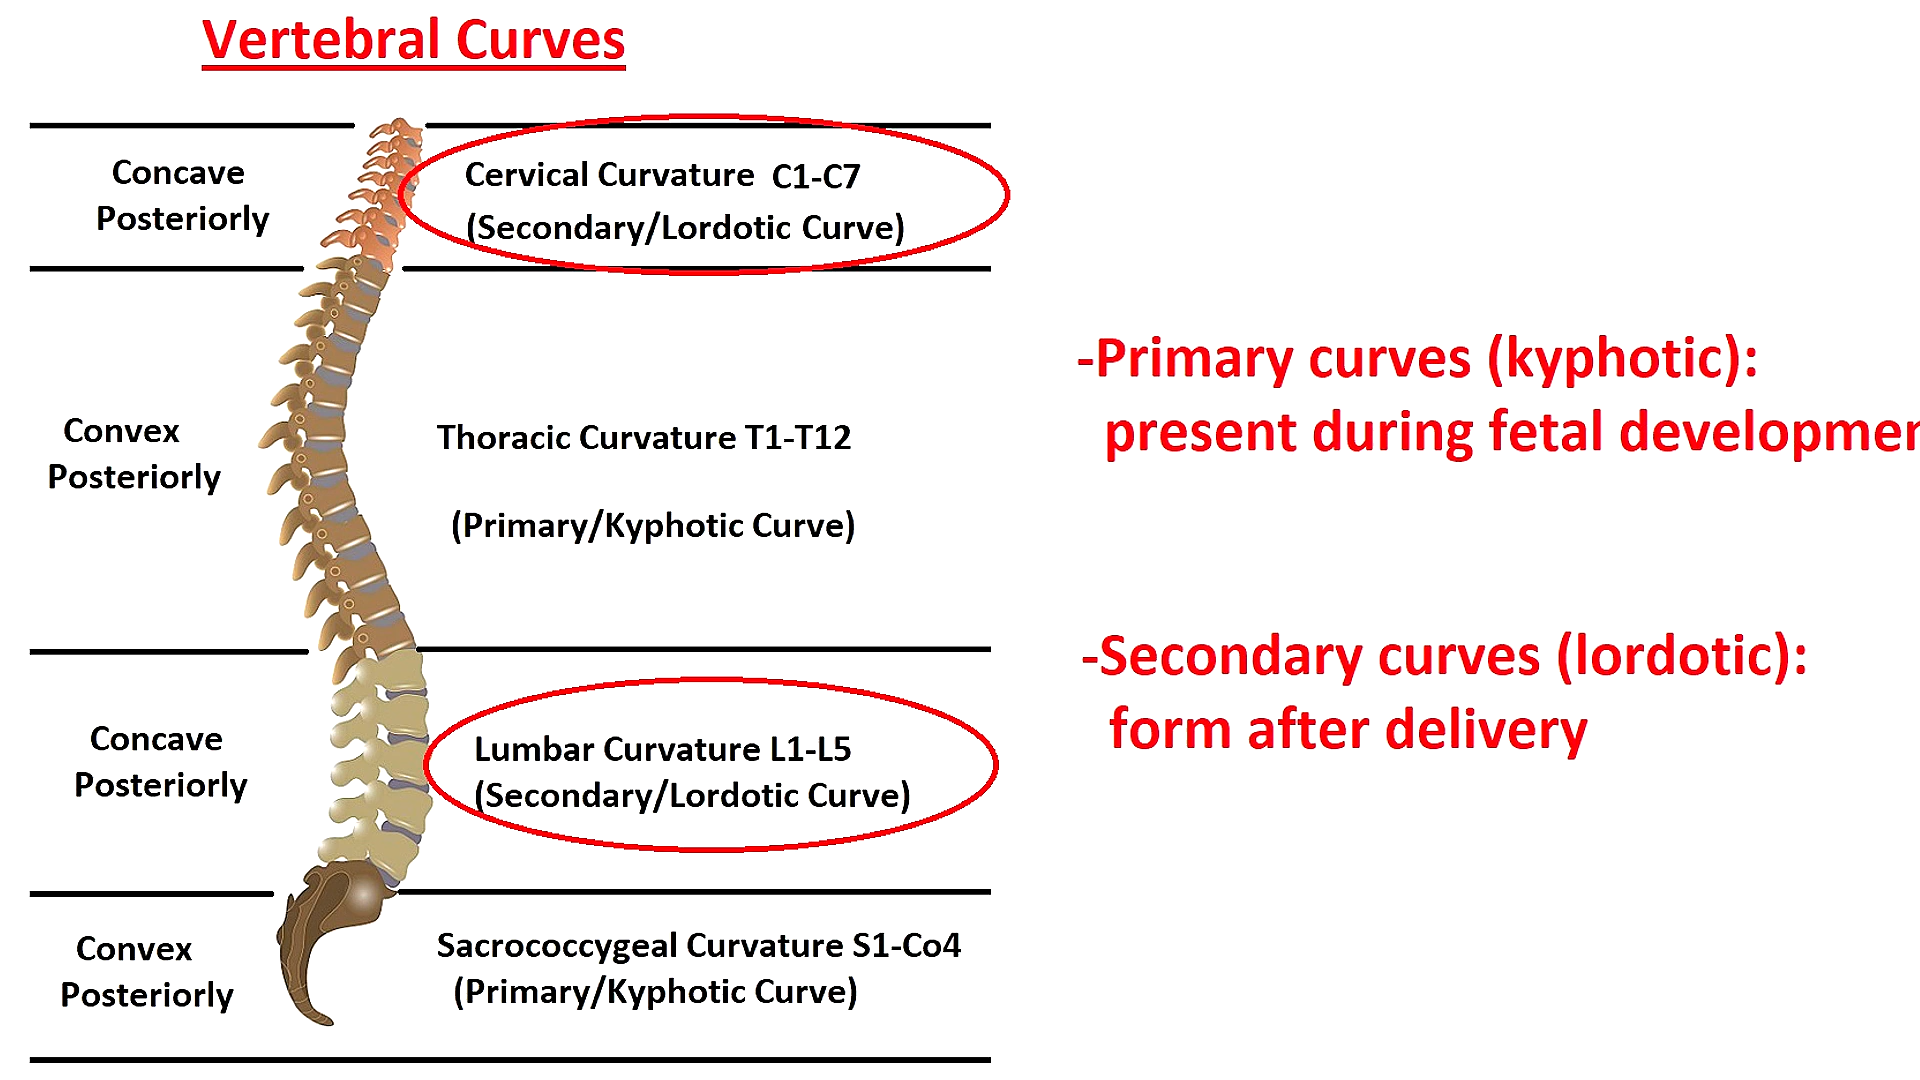 Vertebral Curves
Concave
Posteriorly
Cervical Curvature C1-C7
(Secondary/Lordotic Curve)
Convex
Posteriorly
Thoracic Curvature T1-T12
(Primary/Kyphotic Curve)
Concave
Posteriorly
Lumbar Curvature L1-L5
(Secondary/Lordotic Curve)
Convex
Posteriorly
Sacrococcygeal Curvature S1-Co4
(Primary/Kyphotic Curve)
-Primary curves (kyphotic):
present during fetal developmen
-Secondary curves (lordotic):
form after delivery